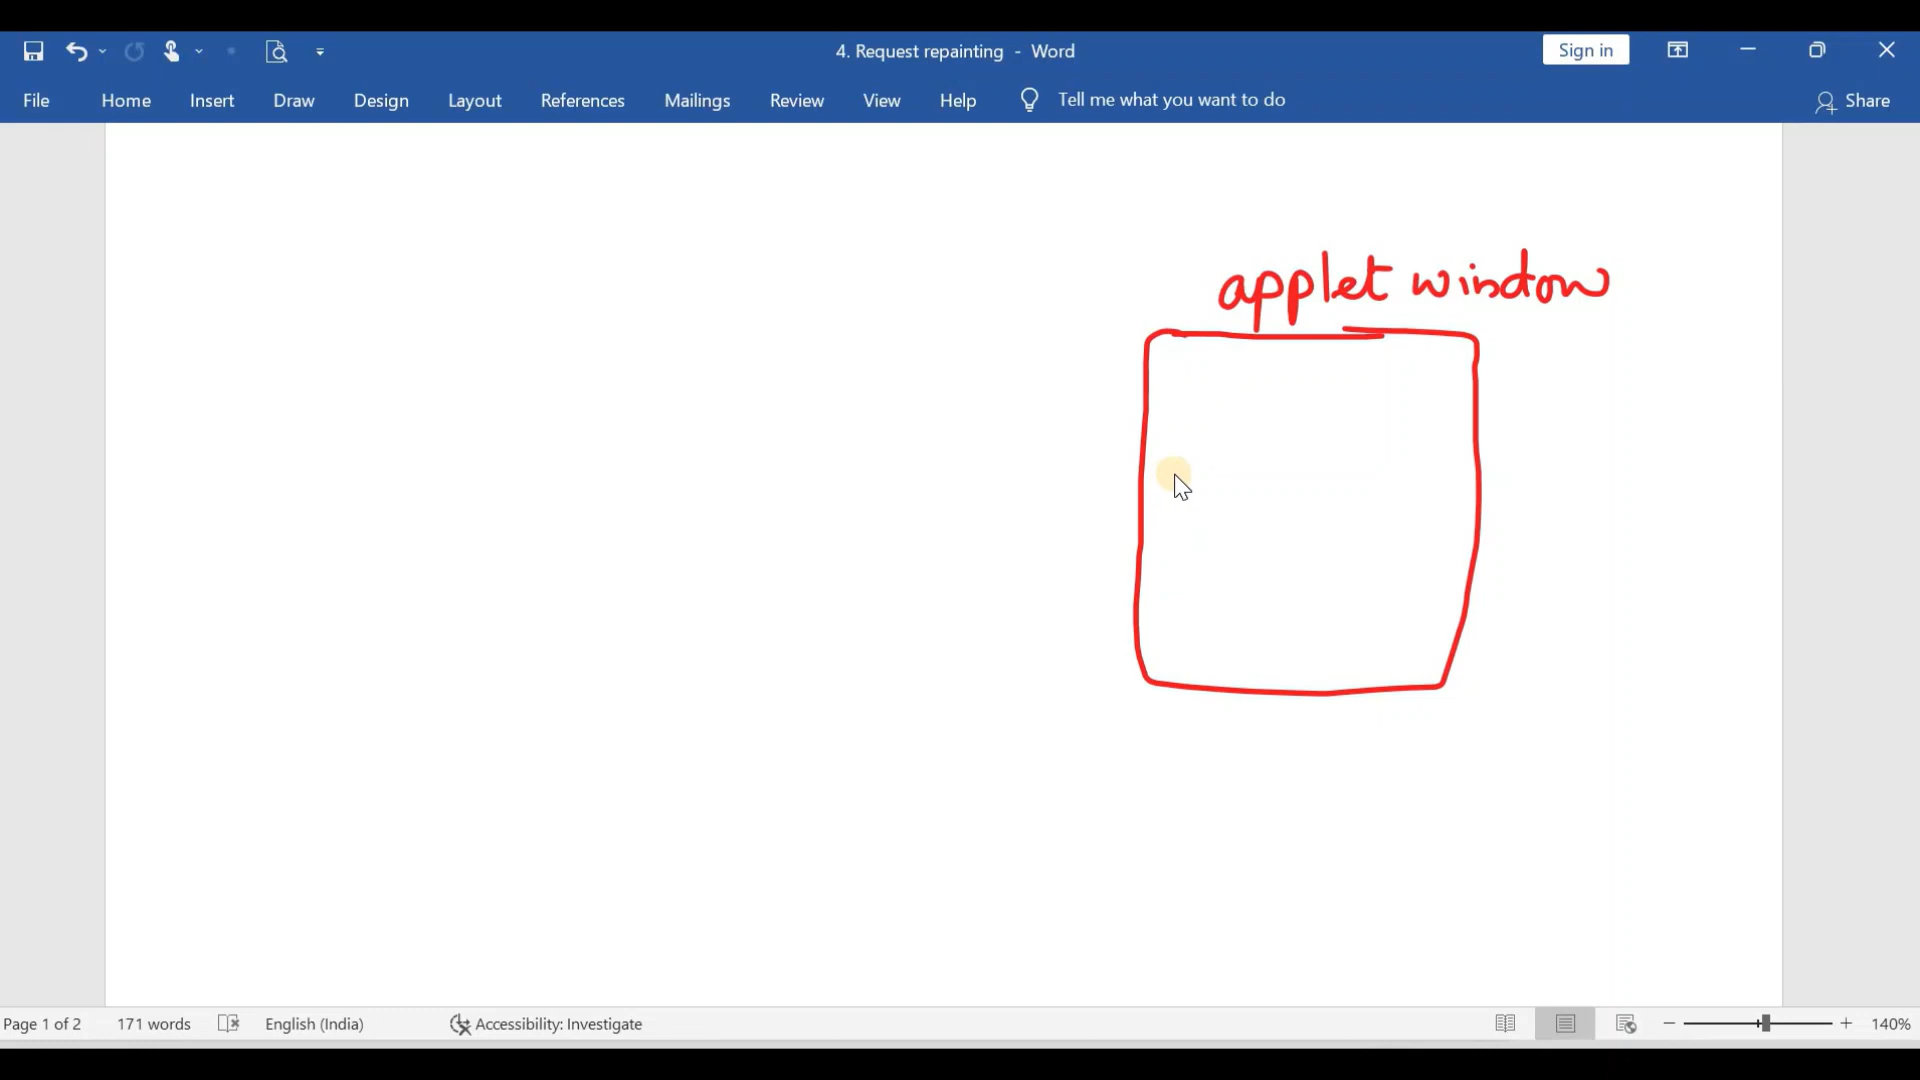 4. Request repainting - Word
Sign in
File Home Insert Draw Design Layout References Mailings Review View Help Tell me what you want to do Share
applet window
Page 1 of 2 171 words English (India) Accessibility: Investigate 140%